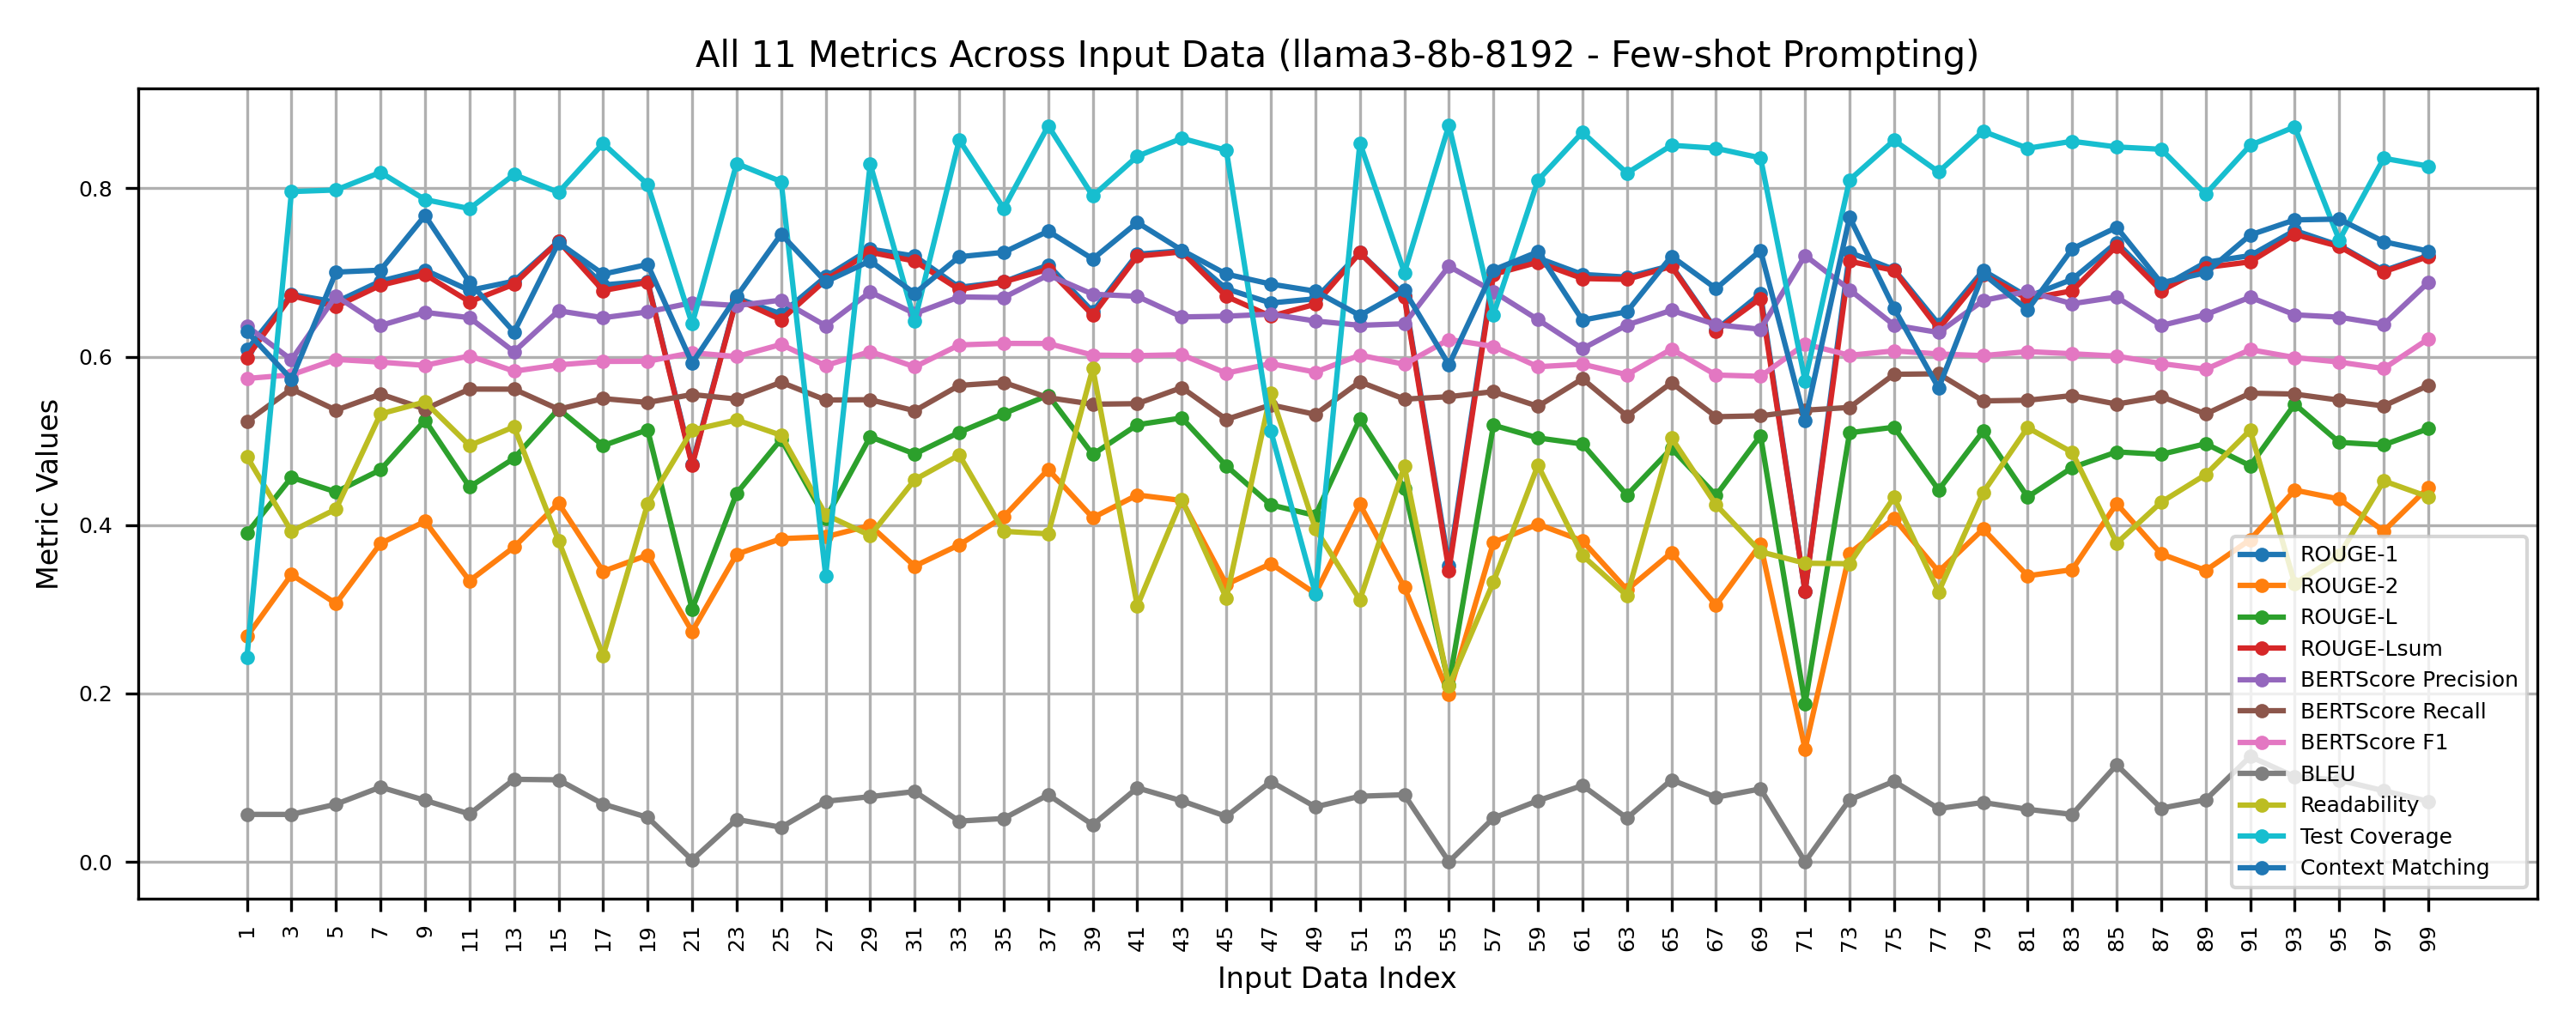 All 11 Metrics Across Input Data (llama3-8b-8192 - Few-shot Prompting)
Metric Values
0.8
0.6
0.4
0.2
0.0
ROUGE-1
ROUGE-2
ROUGE-L
ROUGE-Lsum
BERTScore Precision
BERTScore Recall
BERTScore F1
BLEU
Readability
Test Coverage
Context Matching
1 3 5 7 9 11 13 15 17 19 21 23 25 27 29 31 33 35 37 39 41 43 45 47 49 51 53 55 57 59 61 63 65 67 69 71 73 75 77 79 81 83 85 87 89 91 93 95 97 99
Input Data Index